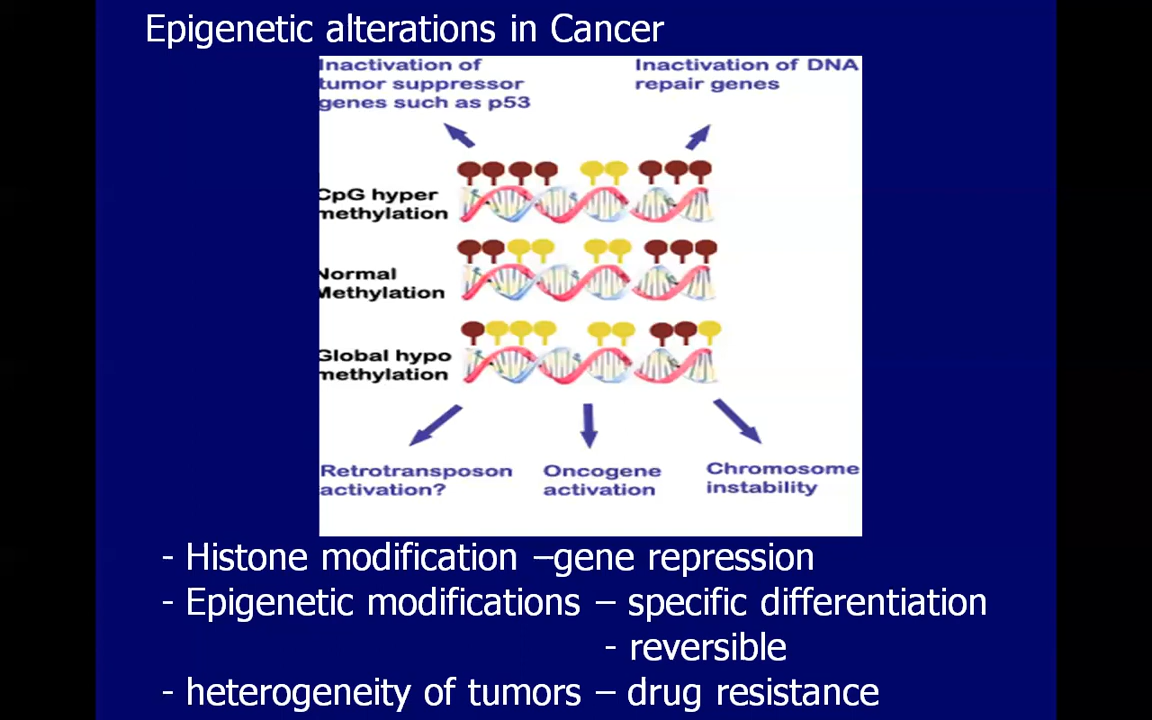 Epigenetic alterations in Cancer
Inactivation of
tumor suppressor
genes such as p53
Inactivation of DNA
repair genes
CpG hyper
methylation
Normal
Methylation
Global hypo
methylation
Retrotransposon
activation?
Oncogene
activation
Chromosome
instability
- Histone modification –gene repression
- Epigenetic modifications – specific differentiation
- reversible
- heterogeneity of tumors – drug resistance